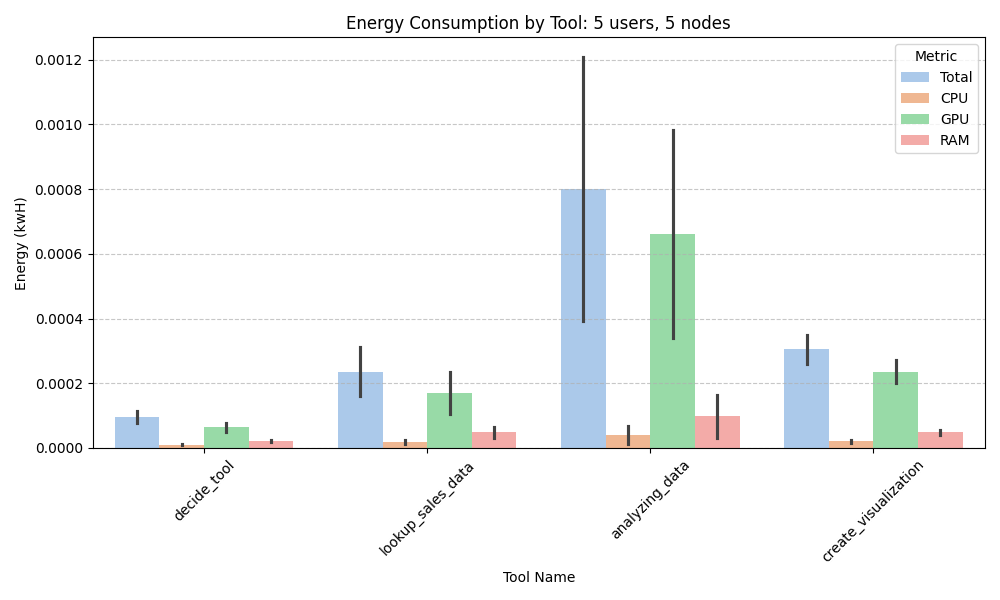 Energy Consumption by Tool: 5 users, 5 nodes
Metric
Total
CPU
GPU
RAM
Energy (kwH)
0.0012
0.0010
0.0008
0.0006
0.0004
0.0002
0.0000
decide_tool
lookup_sales_data
analyzing_data
create_visualization
Tool Name